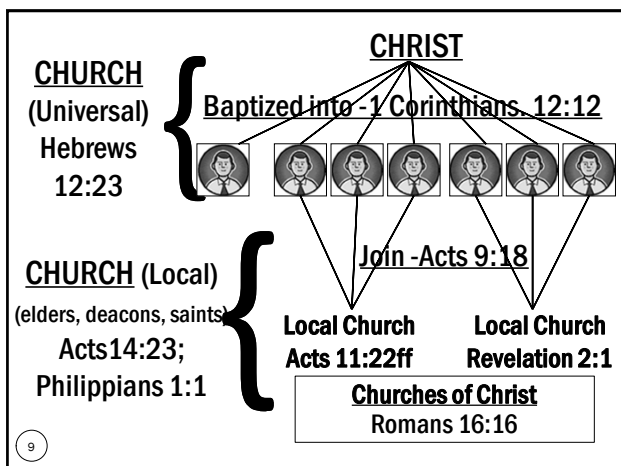 CHURCH
(Universal)
Hebrews
12:23
CHRIST
Baptized into -1 Corinthians. 12:12
CHURCH (Local)
(elders, deacons, saints)
Acts14:23;
Philippians 1:1
Join -Acts 9:18
Local Church
Acts 11:22ff
Local Church
Revelation 2:1
Churches of Christ
Romans 16:16
9